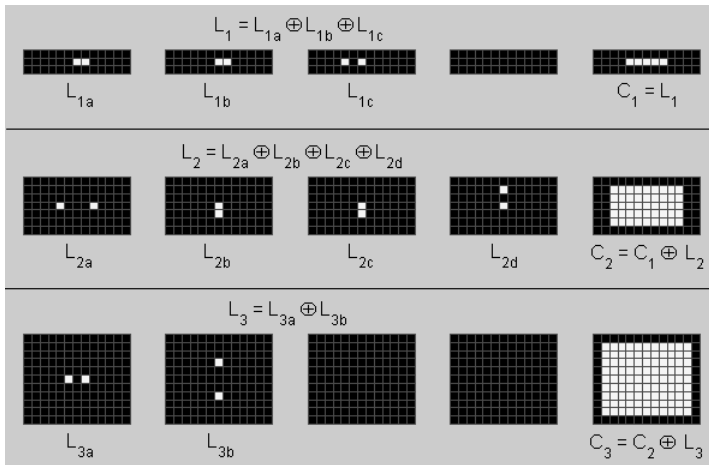 L₁ = L₁ₐ ⊕ L₁b ⊕ L₁c
L₁ₐ L₁b L₁c C₁ = L₁
L₂ = L₂ₐ ⊕ L₂b ⊕ L₂c ⊕ L₂d
L₂ₐ L₂b L₂c L₂d C₂ = C₁ ⊕ L₂
L₃ = L₃ₐ ⊕ L₃b
L₃ₐ L₃b C₃ = C₂ ⊕ L₃